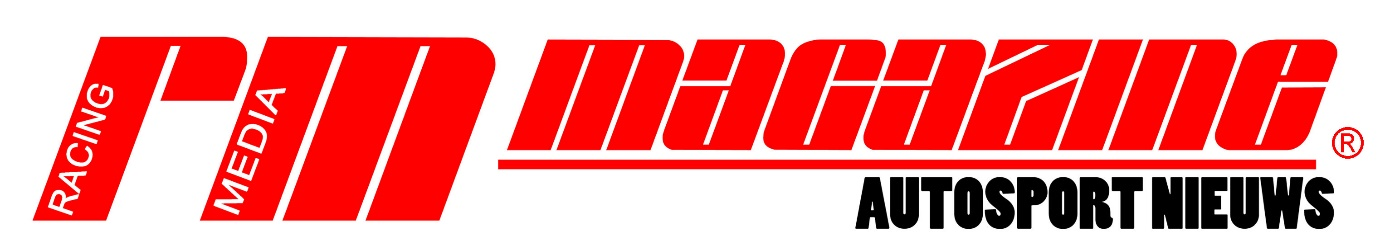 rm
RACING
MEDIA
magazine®
AUTOSPORT NIEUWS